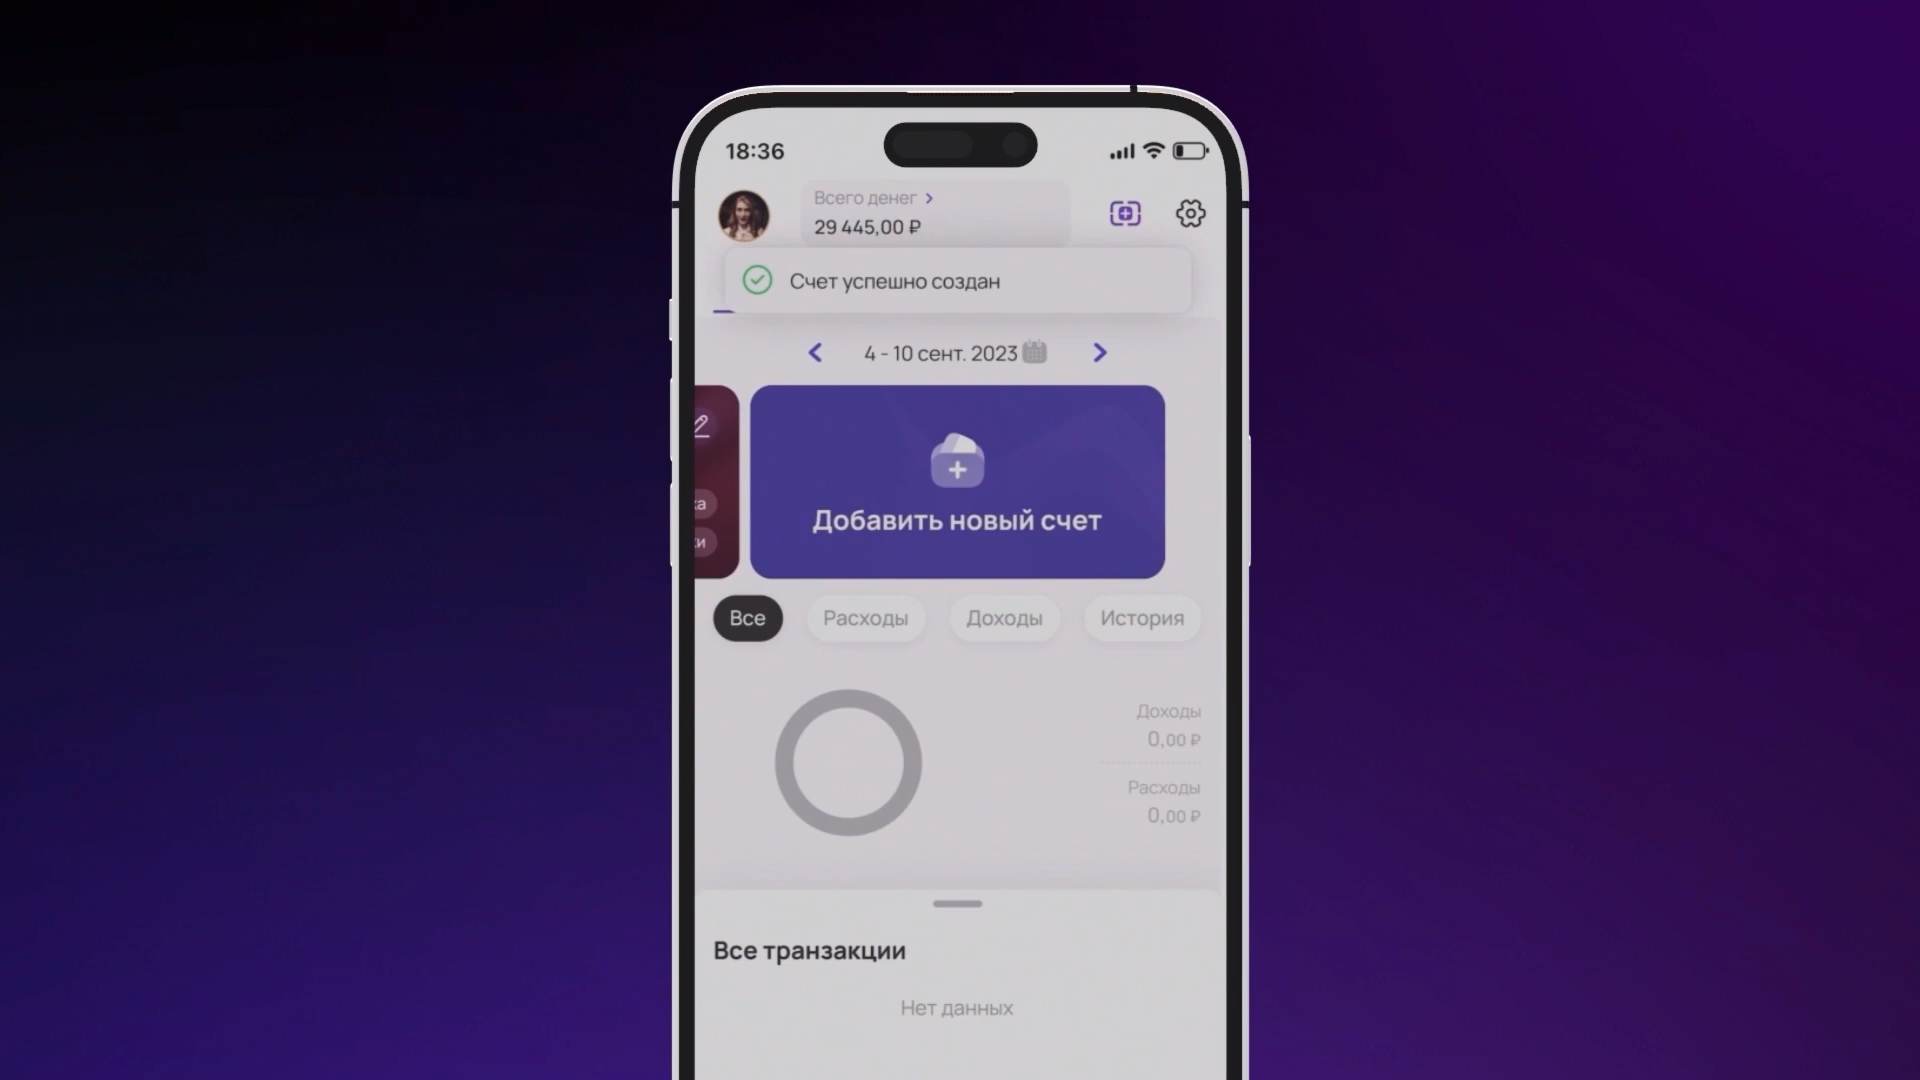 18:36
Всего денег
29 445,00 ₽
Счет успешно создан
4 - 10 сент. 2023
Добавить новый счет
Все
Расходы
Доходы
История
Доходы
0,00 ₽
Расходы
0,00 ₽
Все транзакции
Нет данных